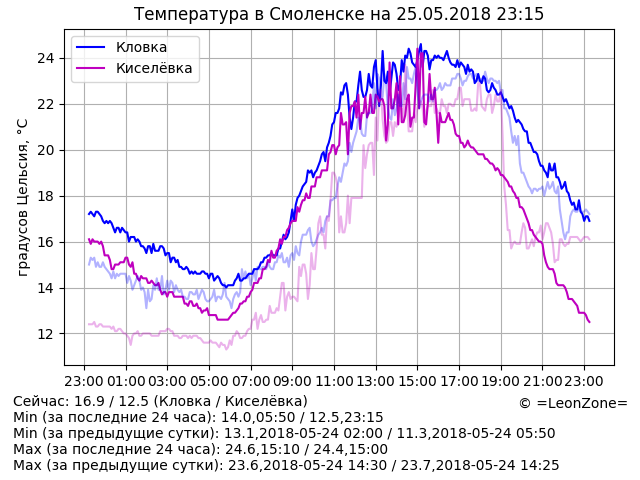 Температура в Смоленске на 25.05.2018 23:15
Кловка
Киселёвка
градусов Цельсия, °C
24
22
20
18
16
14
12
23:00 01:00 03:00 05:00 07:00 09:00 11:00 13:00 15:00 17:00 19:00 21:00 23:00
Сейчас: 16.9 / 12.5 (Кловка / Киселёвка)
© =LeonZone=
Min (за последние 24 часа): 14.0,05:50 / 12.5,23:15
Min (за предыдущие сутки): 13.1,2018-05-24 02:00 / 11.3,2018-05-24 05:50
Max (за последние 24 часа): 24.6,15:10 / 24.4,15:00
Max (за предыдущие сутки): 23.6,2018-05-24 14:30 / 23.7,2018-05-24 14:25